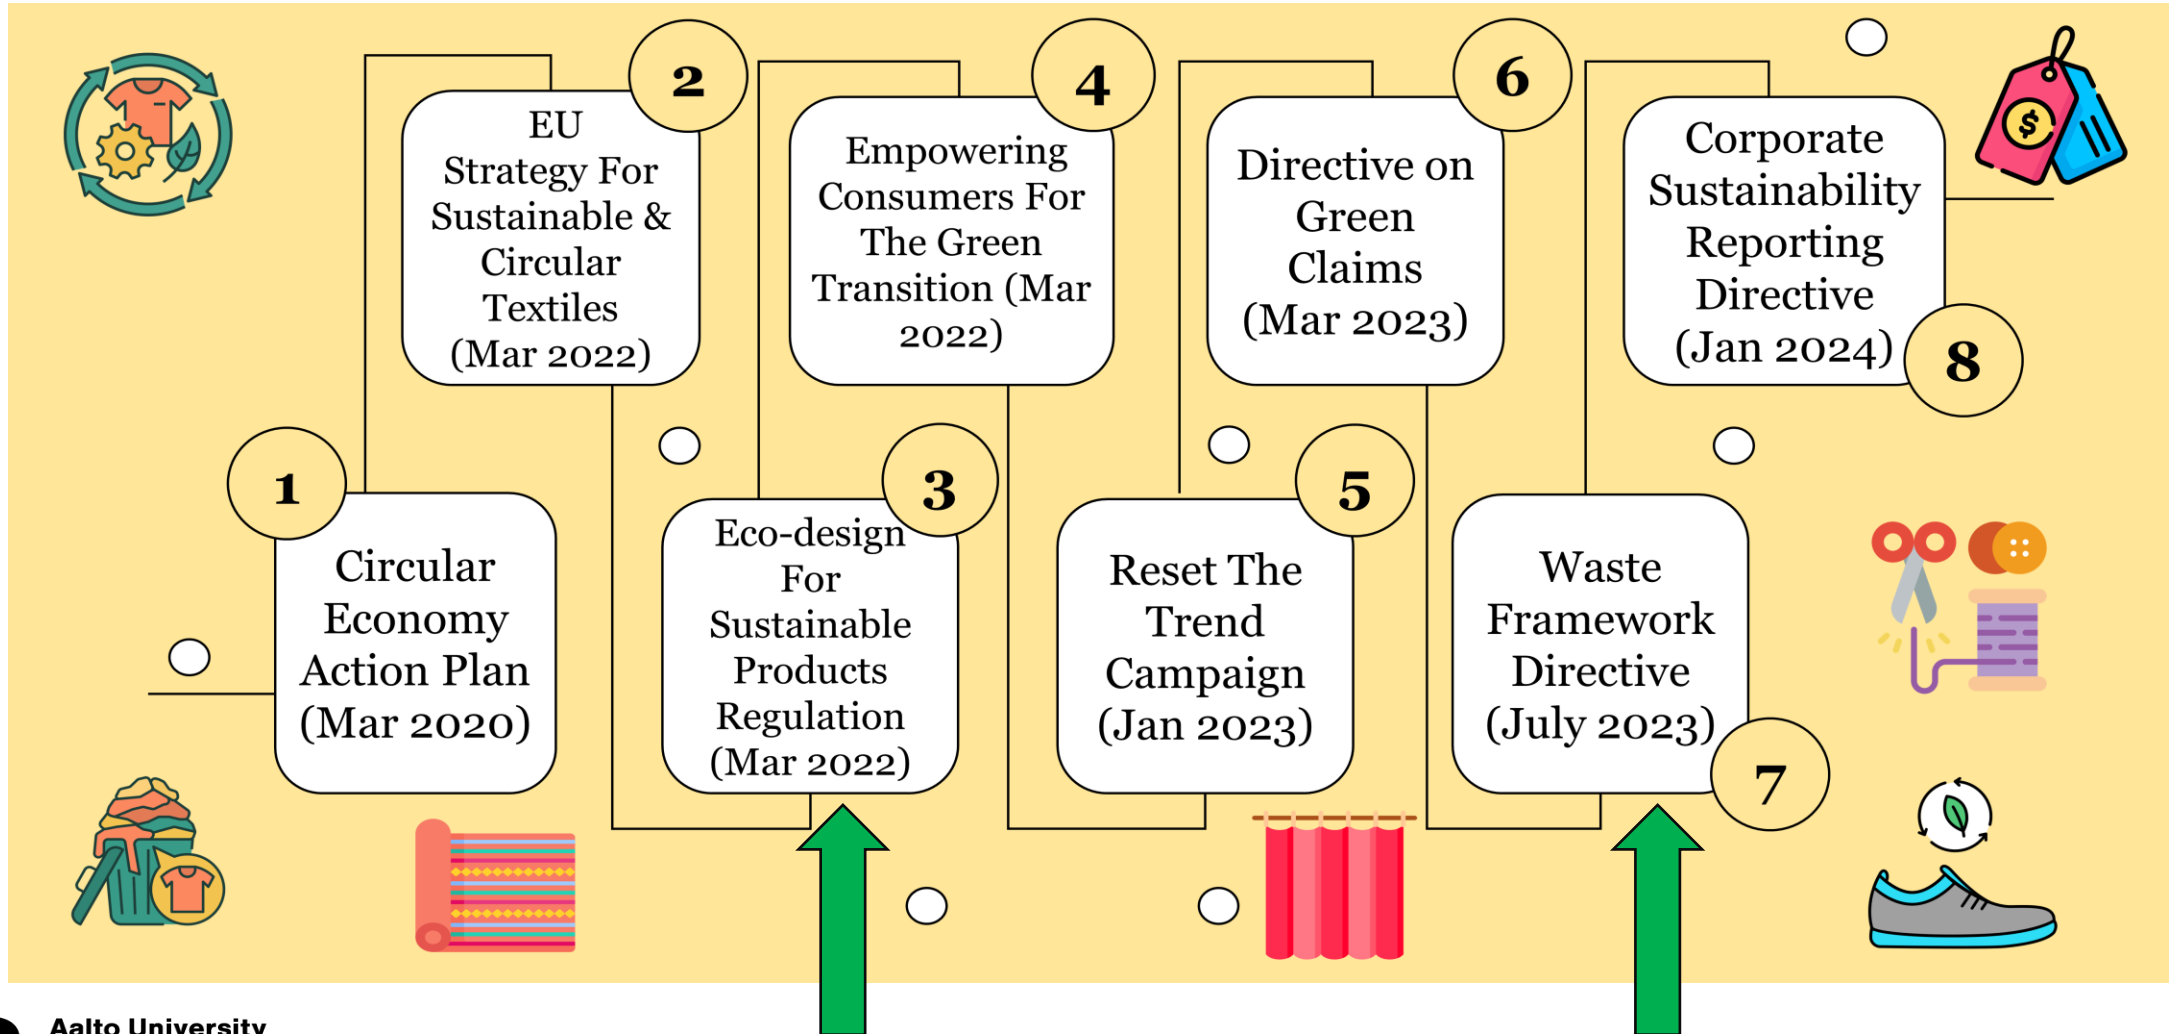 1
Circular
Economy
Action Plan
(Mar 2020)
2
EU
Strategy For
Sustainable &
Circular
Textiles
(Mar 2022)
3
Eco-design
For
Sustainable
Products
Regulation
(Mar 2022)
4
Empowering
Consumers For
The Green
Transition (Mar
2022)
5
Reset The
Trend
Campaign
(Jan 2023)
6
Directive on
Green
Claims
(Mar 2023)
7
Waste
Framework
Directive
(July 2023)
8
Corporate
Sustainability
Reporting
Directive
(Jan 2024)
$
Aalto University